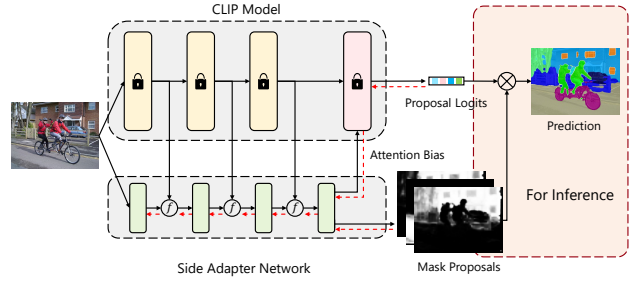 CLIP Model
Proposal Logits
Prediction
Attention Bias
f
f
f
For Inference
Side Adapter Network
Mask Proposals